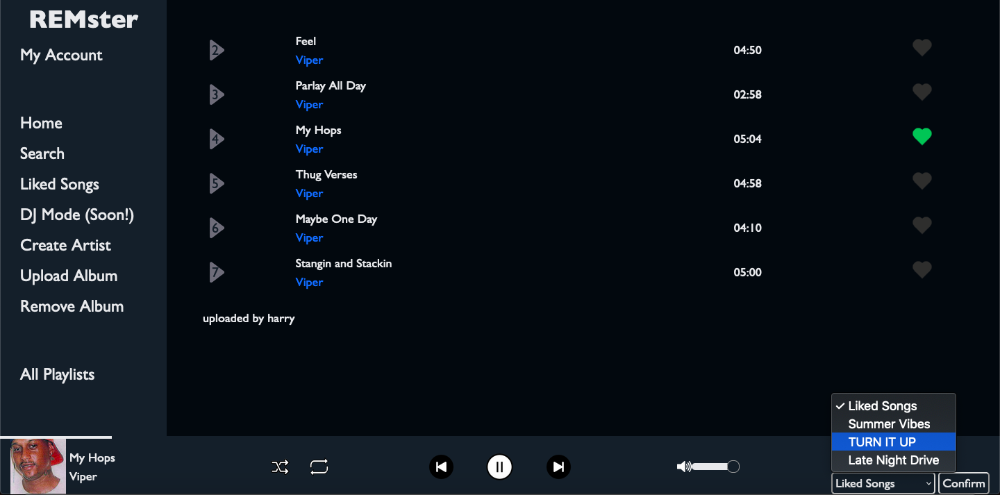 REMster
My Account
Home
Search
Liked Songs
DJ Mode (Soon!)
Create Artist
Upload Album
Remove Album
All Playlists
2 Feel 04:50
Viper
3 Parlay All Day 02:58
Viper
4 My Hops 05:04
Viper
5 Thug Verses 04:58
Viper
6 Maybe One Day 04:10
Viper
7 Stangin and Stackin 05:00
Viper
uploaded by harry
My Hops
Viper
Liked Songs
Summer Vibes
TURN IT UP
Late Night Drive
Liked Songs Confirm